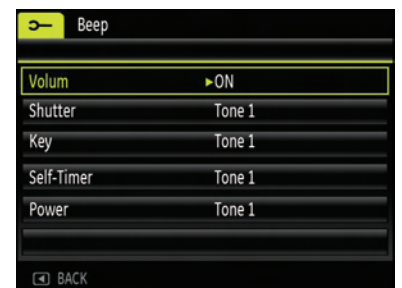 Beep
Volum ►ON
Shutter Tone 1
Key Tone 1
Self-Timer Tone 1
Power Tone 1
BACK